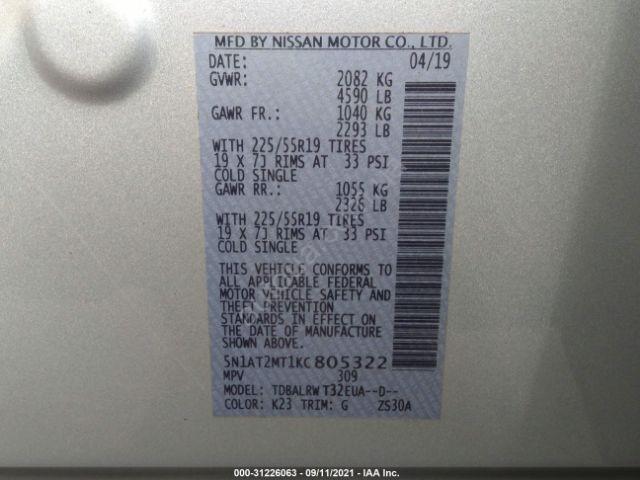 MFD BY NISSAN MOTOR CO., LTD.
DATE: 04/19
GVWR: 2082 KG
4590 LB
GAWR FR.: 1040 KG
2293 LB
WITH 225/55R19 TIRES
19 X 7J RIMS AT 33 PSI
COLD SINGLE
GAWR RR.: 1055 KG
2326 LB
WITH 225/55R19 TIRES
19 X 7J RIMS AT 33 PSI
COLD SINGLE
THIS VEHICLE CONFORMS TO
ALL APPLICABLE FEDERAL
MOTOR VEHICLE SAFETY AND
THEFT PREVENTION
STANDARDS IN EFFECT ON
THE DATE OF MANUFACTURE
5N1AT2MT1KC805322
MPV 309
MODEL: TDBALRW T32EUA--D--
COLOR: K23 TRIM: G ZS30A
000-31226063 - 09/11/2021 - IAA Inc.